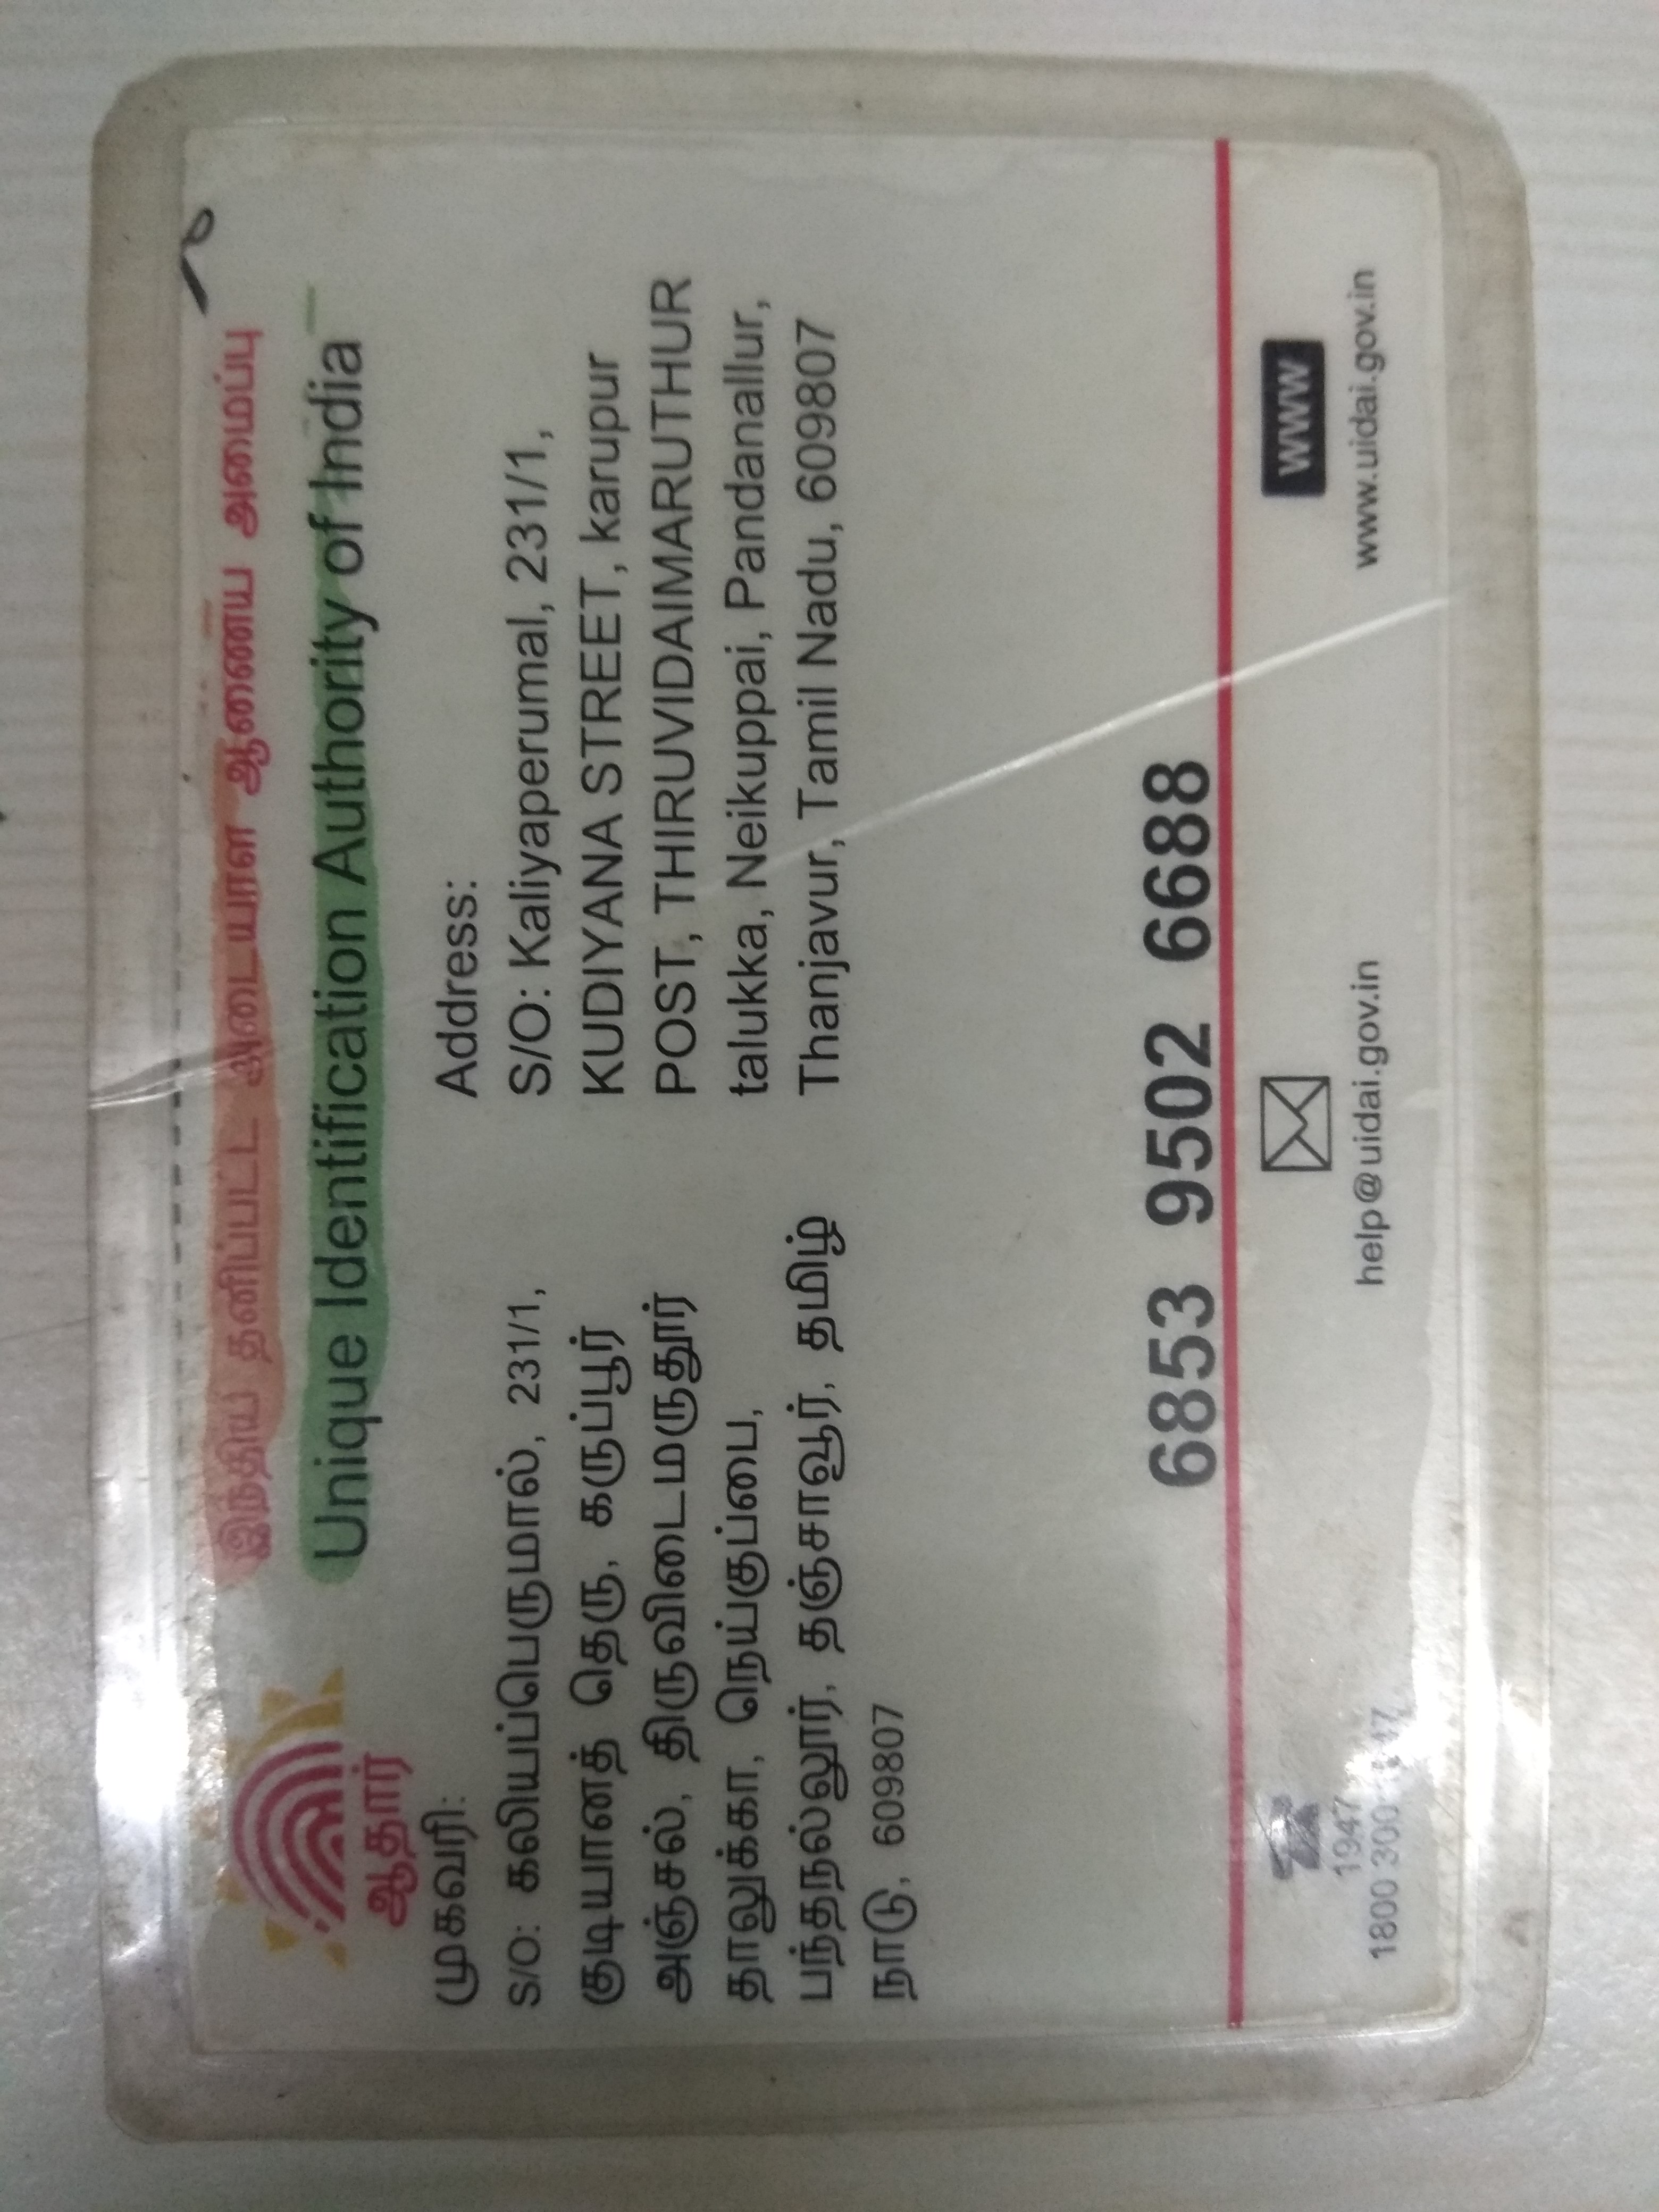 இந்திய தனிப்பட்ட அடையாள ஆணைய அமைப்பு
Unique Identification Authority of India
ஆதார்
முகவரி:
S/O: கலியப்பெருமால், 231/1,
குடியானத் தெரு, கருப்பூர்
அஞ்சல், திருவிடைமருதூர்
தாலுக்கா, நெய்குப்பை,
பந்தநல்லூர், தஞ்சாவூர், தமிழ்
நாடு, 609807
Address:
S/O: Kaliyaperumal, 231/1,
KUDIYANA STREET, karupur
POST, THIRUVIDAIMARUTHUR
talukka, Neikuppai, Pandanallur,
Thanjavur, Tamil Nadu, 609807
6853 9502 6688
1947
1800 300
help@uidai.gov.in
WWW
www.uidai.gov.in